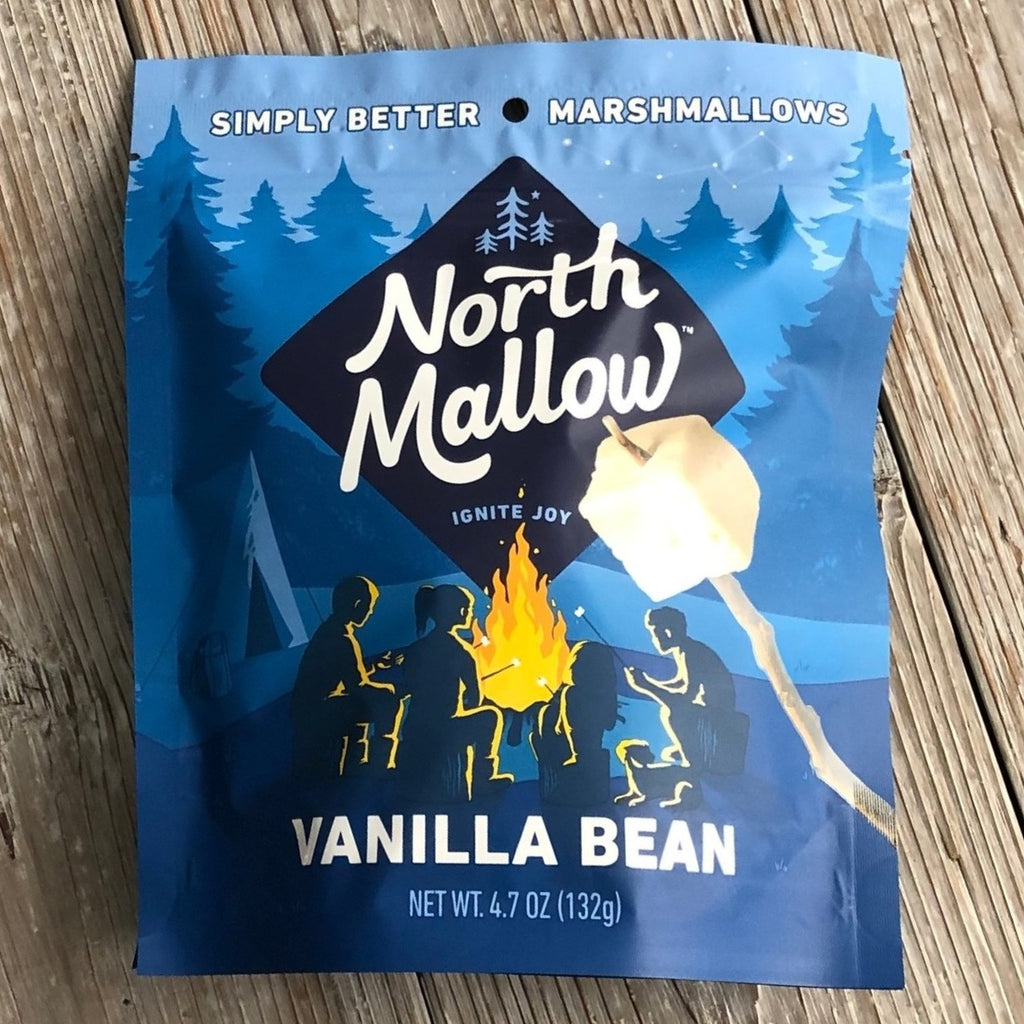 SIMPLY BETTER MARSHMALLOWS
North
Mallow™
IGNITE JOY
VANILLA BEAN
NET WT. 4.7 OZ (132g)